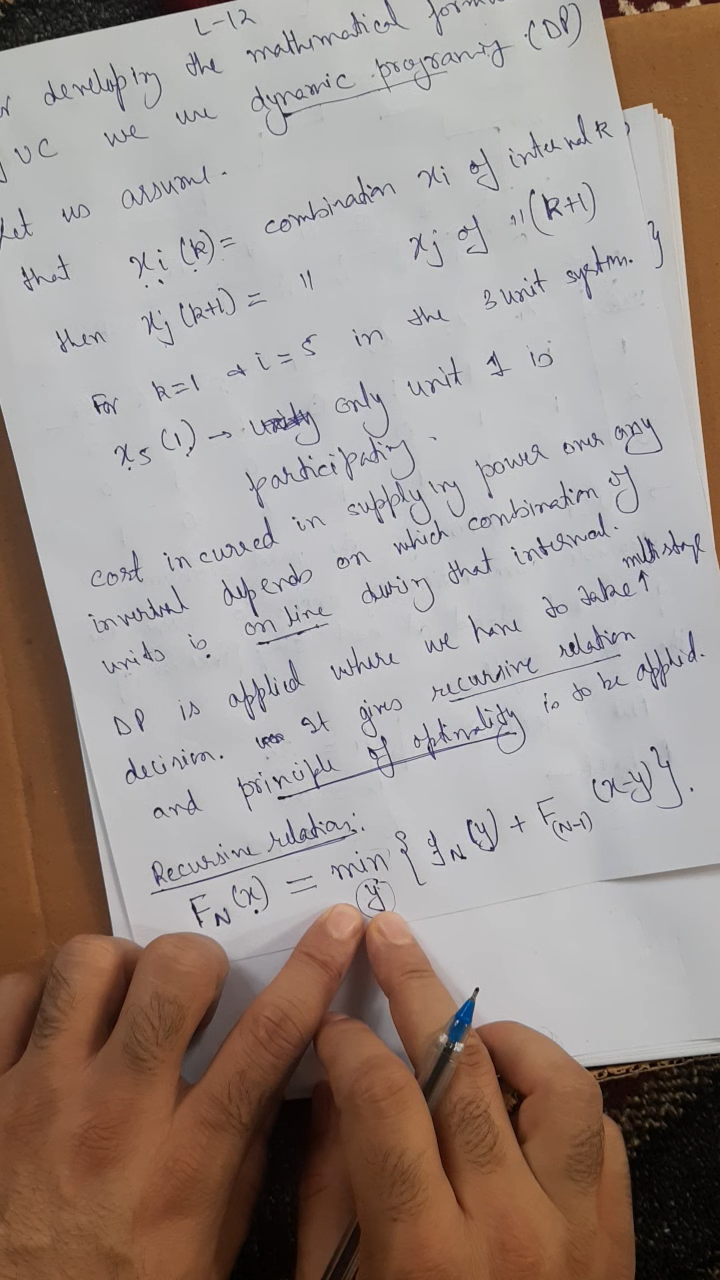 L-12
developing the mathematical
UC we use dynamic programing (DP)
Let us assume.
that xi (k) = combination xi of interval k,
then xj (k+1) = " xj of " (k+1)
For k=1 & i=5 in the 3 unit system. }
x5 (1) → only unit 1 is
participating.
cost incurred in supplying power over any
interval depends on which combination of
units is on line during that interval.
multistage
DP is applied where we have to take ↑
decision. It gives recursive relation
and principle of optimality is to be applied.
Recursive relation:
FN(x) = min { gN(y) + F(N-1) (x-y) }.
y